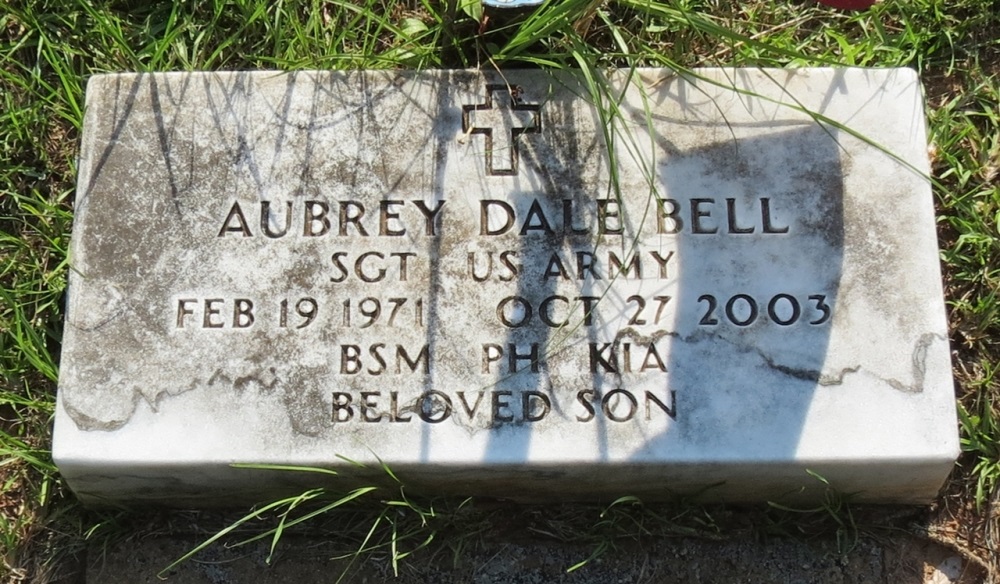 AUBREY DALE BELL
SGT US ARMY
FEB 19 1971 OCT 27 2003
BSM PH KIA
BELOVED SON